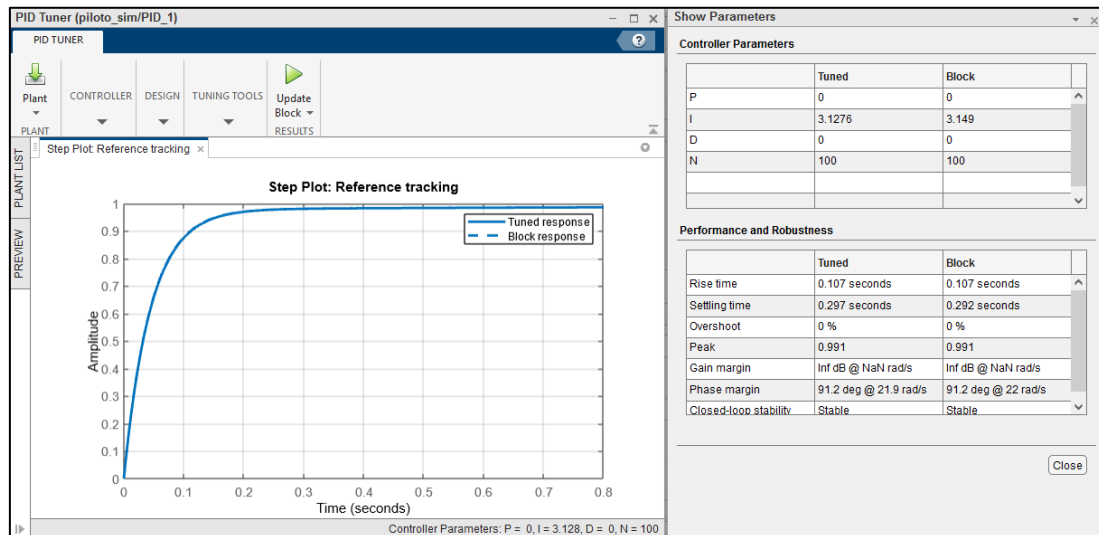 PID Tuner (piloto_sim/PID_1)
PID TUNER
Plant
CONTROLLER
DESIGN
TUNING TOOLS
Update
Block
PLANT
RESULTS
PLANT LIST
PREVIEW
Step Plot: Reference tracking
Step Plot: Reference tracking
Tuned response
Block response
Amplitude
1
0.9
0.8
0.7
0.6
0.5
0.4
0.3
0.2
0.1
0
0 0.1 0.2 0.3 0.4 0.5 0.6 0.7 0.8
Time (seconds)
Controller Parameters: P = 0, I = 3.128, D = 0, N = 100
Show Parameters
Controller Parameters
Tuned Block
P 0 0
I 3.1276 3.149
D 0 0
N 100 100
Performance and Robustness
Tuned Block
Rise time 0.107 seconds 0.107 seconds
Settling time 0.297 seconds 0.292 seconds
Overshoot 0 % 0 %
Peak 0.991 0.991
Gain margin Inf dB @ NaN rad/s Inf dB @ NaN rad/s
Phase margin 91.2 deg @ 21.9 rad/s 91.2 deg @ 22 rad/s
Closed-loop stability Stable Stable
Close